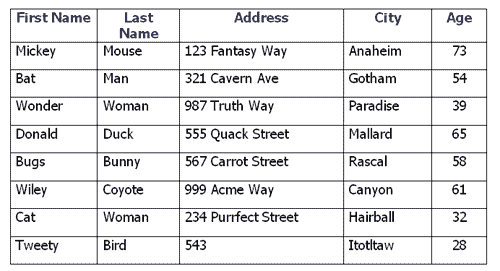 First Name Last Name Address City Age
Mickey Mouse 123 Fantasy Way Anaheim 73
Bat Man 321 Cavern Ave Gotham 54
Wonder Woman 987 Truth Way Paradise 39
Donald Duck 555 Quack Street Mallard 65
Bugs Bunny 567 Carrot Street Rascal 58
Wiley Coyote 999 Acme Way Canyon 61
Cat Woman 234 Purrfect Street Hairball 32
Tweety Bird 543 Itotltaw 28